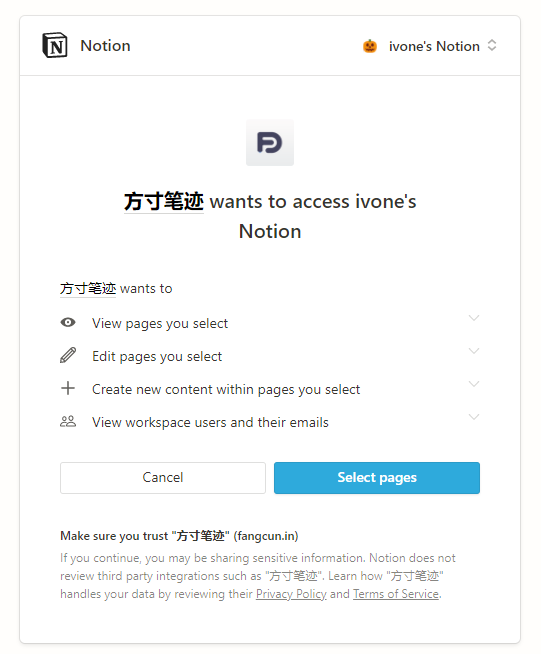 Notion
🎃 ivone's Notion
方寸笔迹 wants to access ivone's
Notion
方寸笔迹 wants to
View pages you select
Edit pages you select
Create new content within pages you select
View workspace users and their emails
Cancel
Select pages
Make sure you trust "方寸笔迹" (fangcun.in)
If you continue, you may be sharing sensitive information. Notion does not
review third party integrations such as "方寸笔迹". Learn how "方寸笔迹"
handles your data by reviewing their Privacy Policy and Terms of Service.